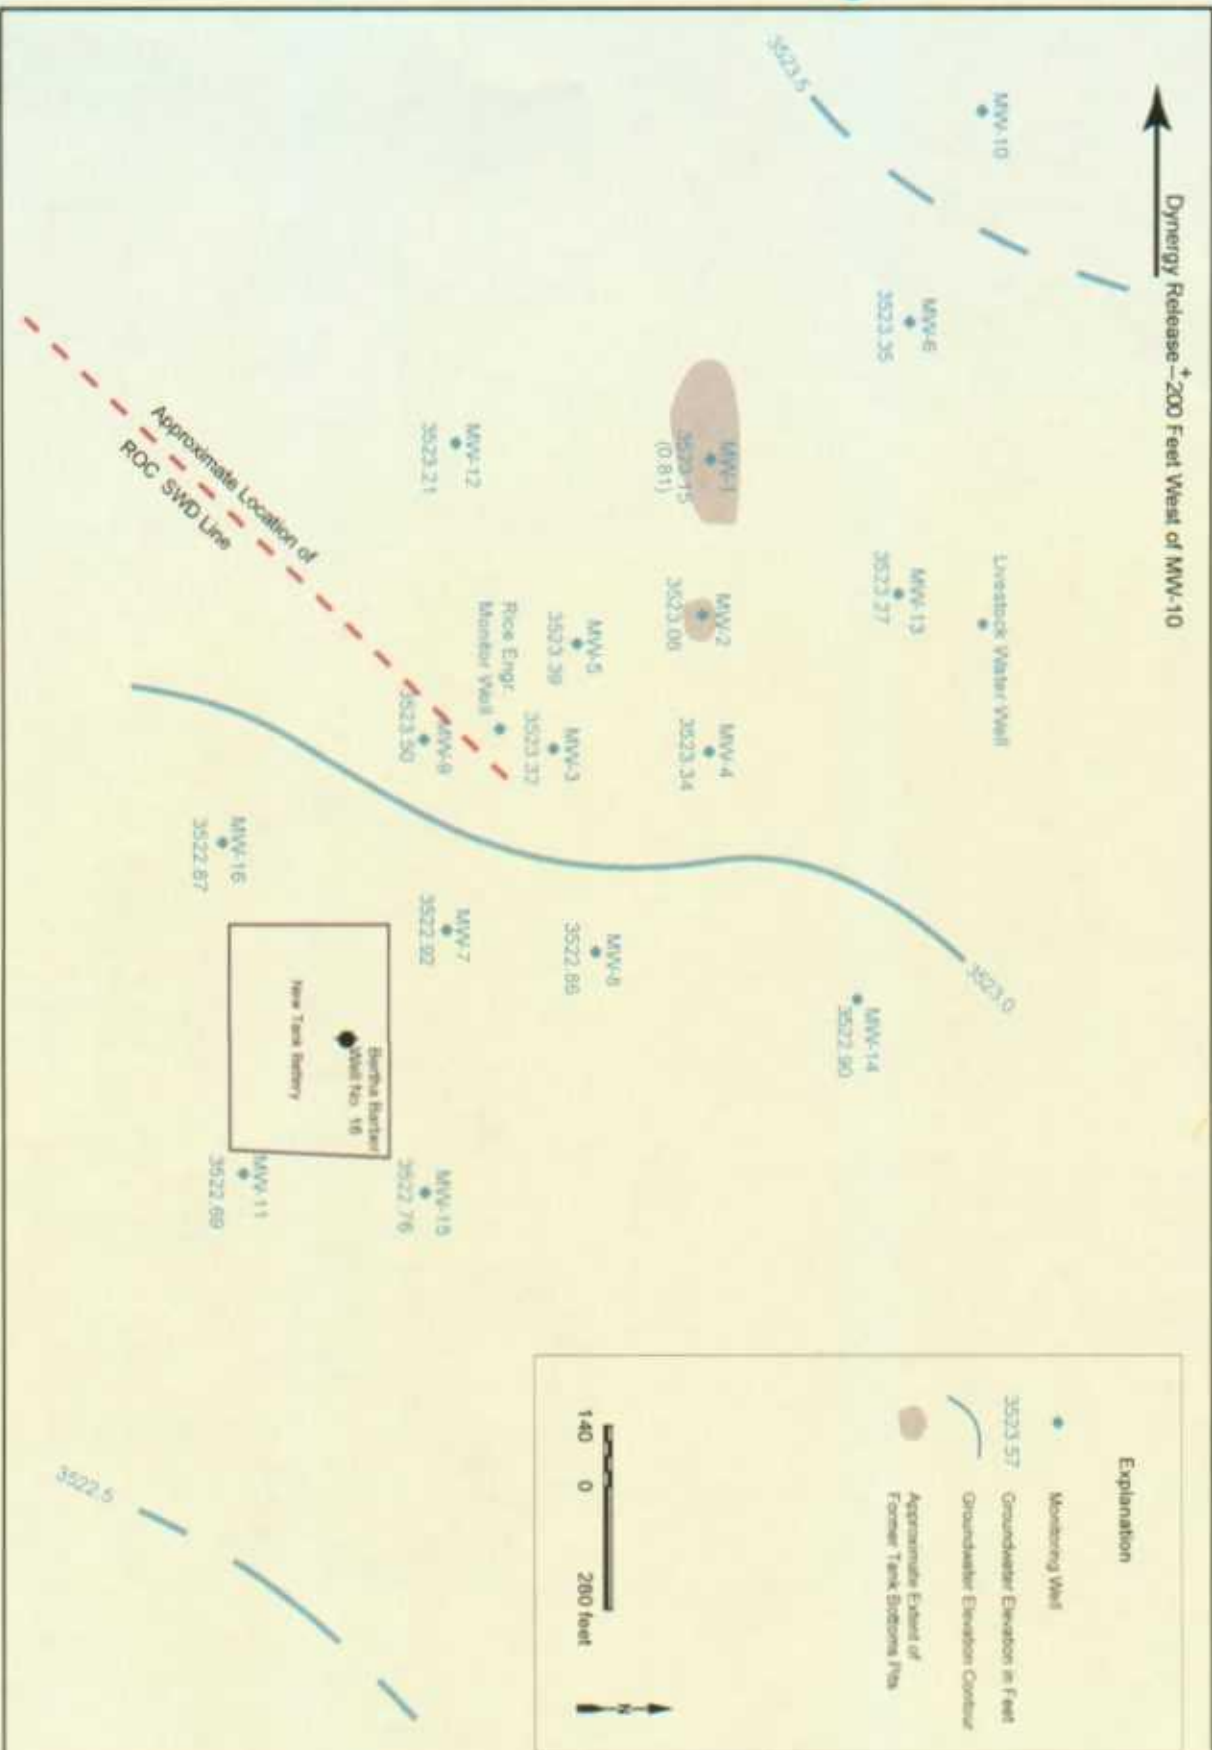 Dynergy Release ±200 Feet West of MW-10
MW-10
3523.5
MW-6
3523.35
Livestock Water Well
MW-13
3523.27
MW-1
(0.81)
MW-2
3523.06
MW-4
3523.34
MW-5
3523.39
MW-3
3523.37
Rice Engr.
Monitor Well
MW-12
3523.21
MW-9
3523.50
Approximate Location of
ROC SWD Line
3523.0
MW-14
3522.90
MW-8
3522.86
MW-7
3522.92
MW-16
3522.87
Bertha Barber
Well No. 16
New Tank Battery
MW-15
3522.76
MW-11
3522.69
3522.5
Explanation
Monitoring Well
3523.57 Groundwater Elevation in Feet
Groundwater Elevation Contour
Approximate Extent of
Former Tank Bottoms Pits
140 0 280 feet
N